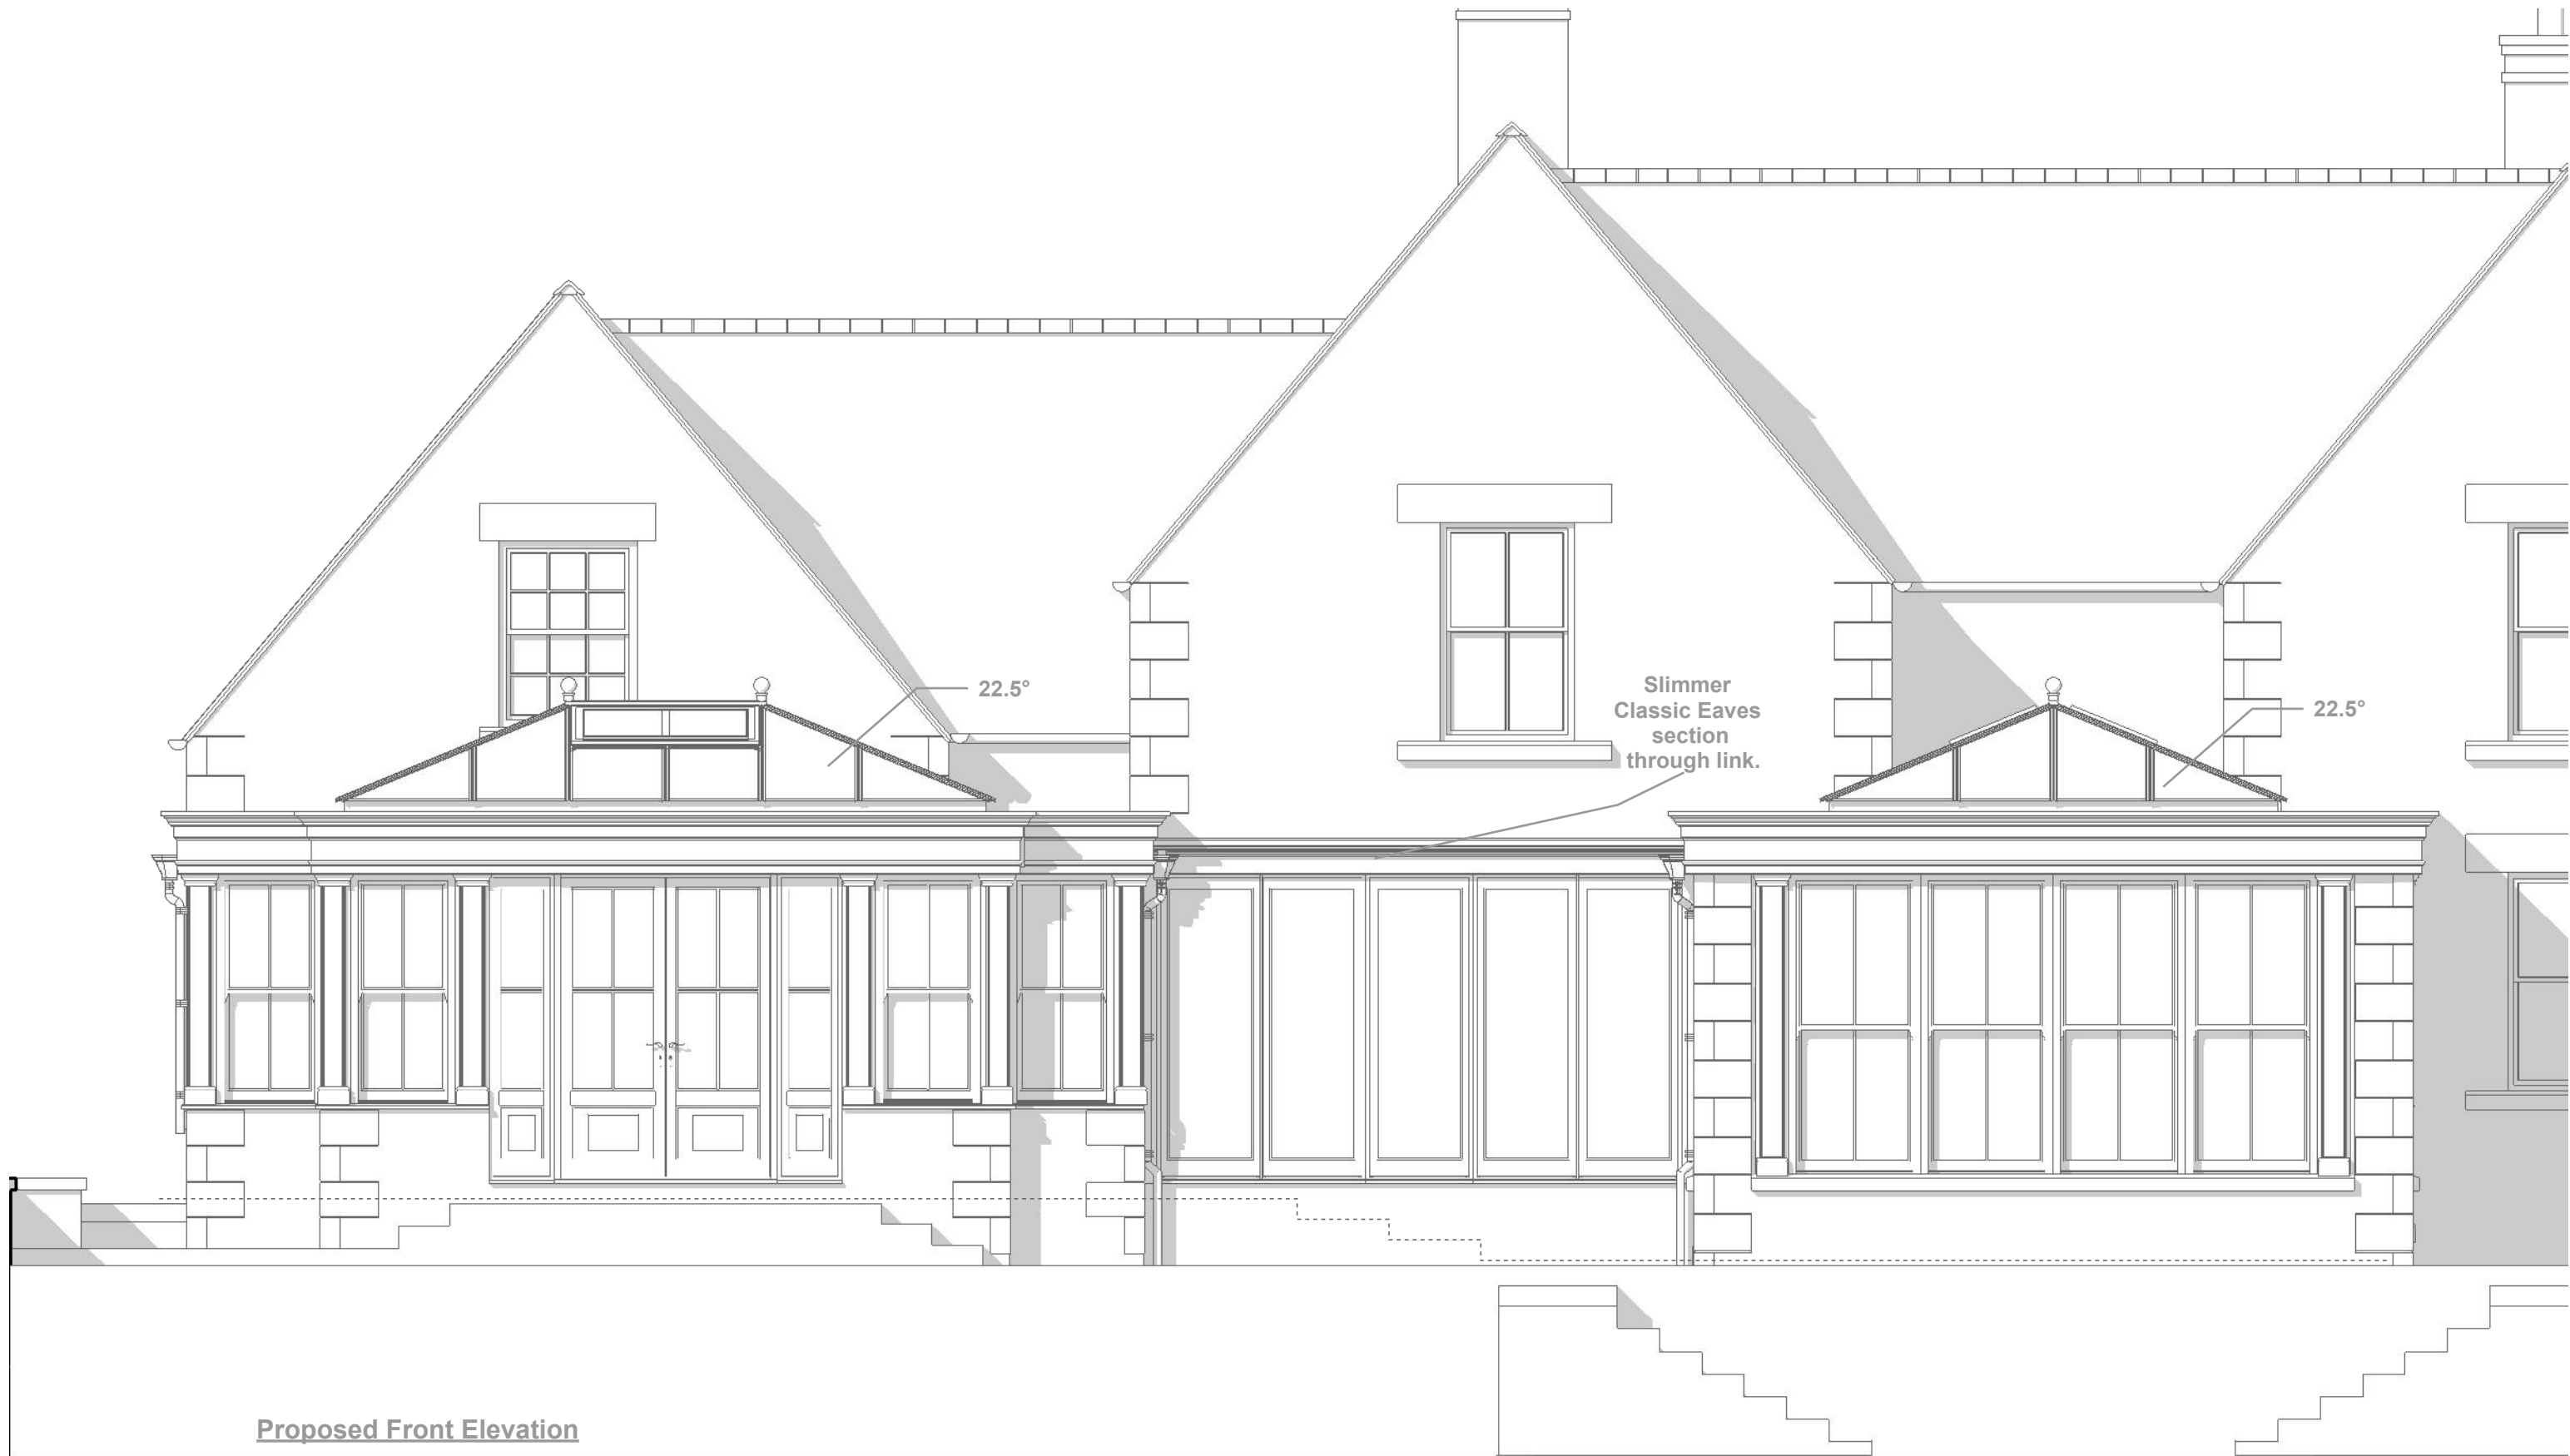 22.5°
Slimmer
Classic Eaves
section
through link.
22.5°
Proposed Front Elevation